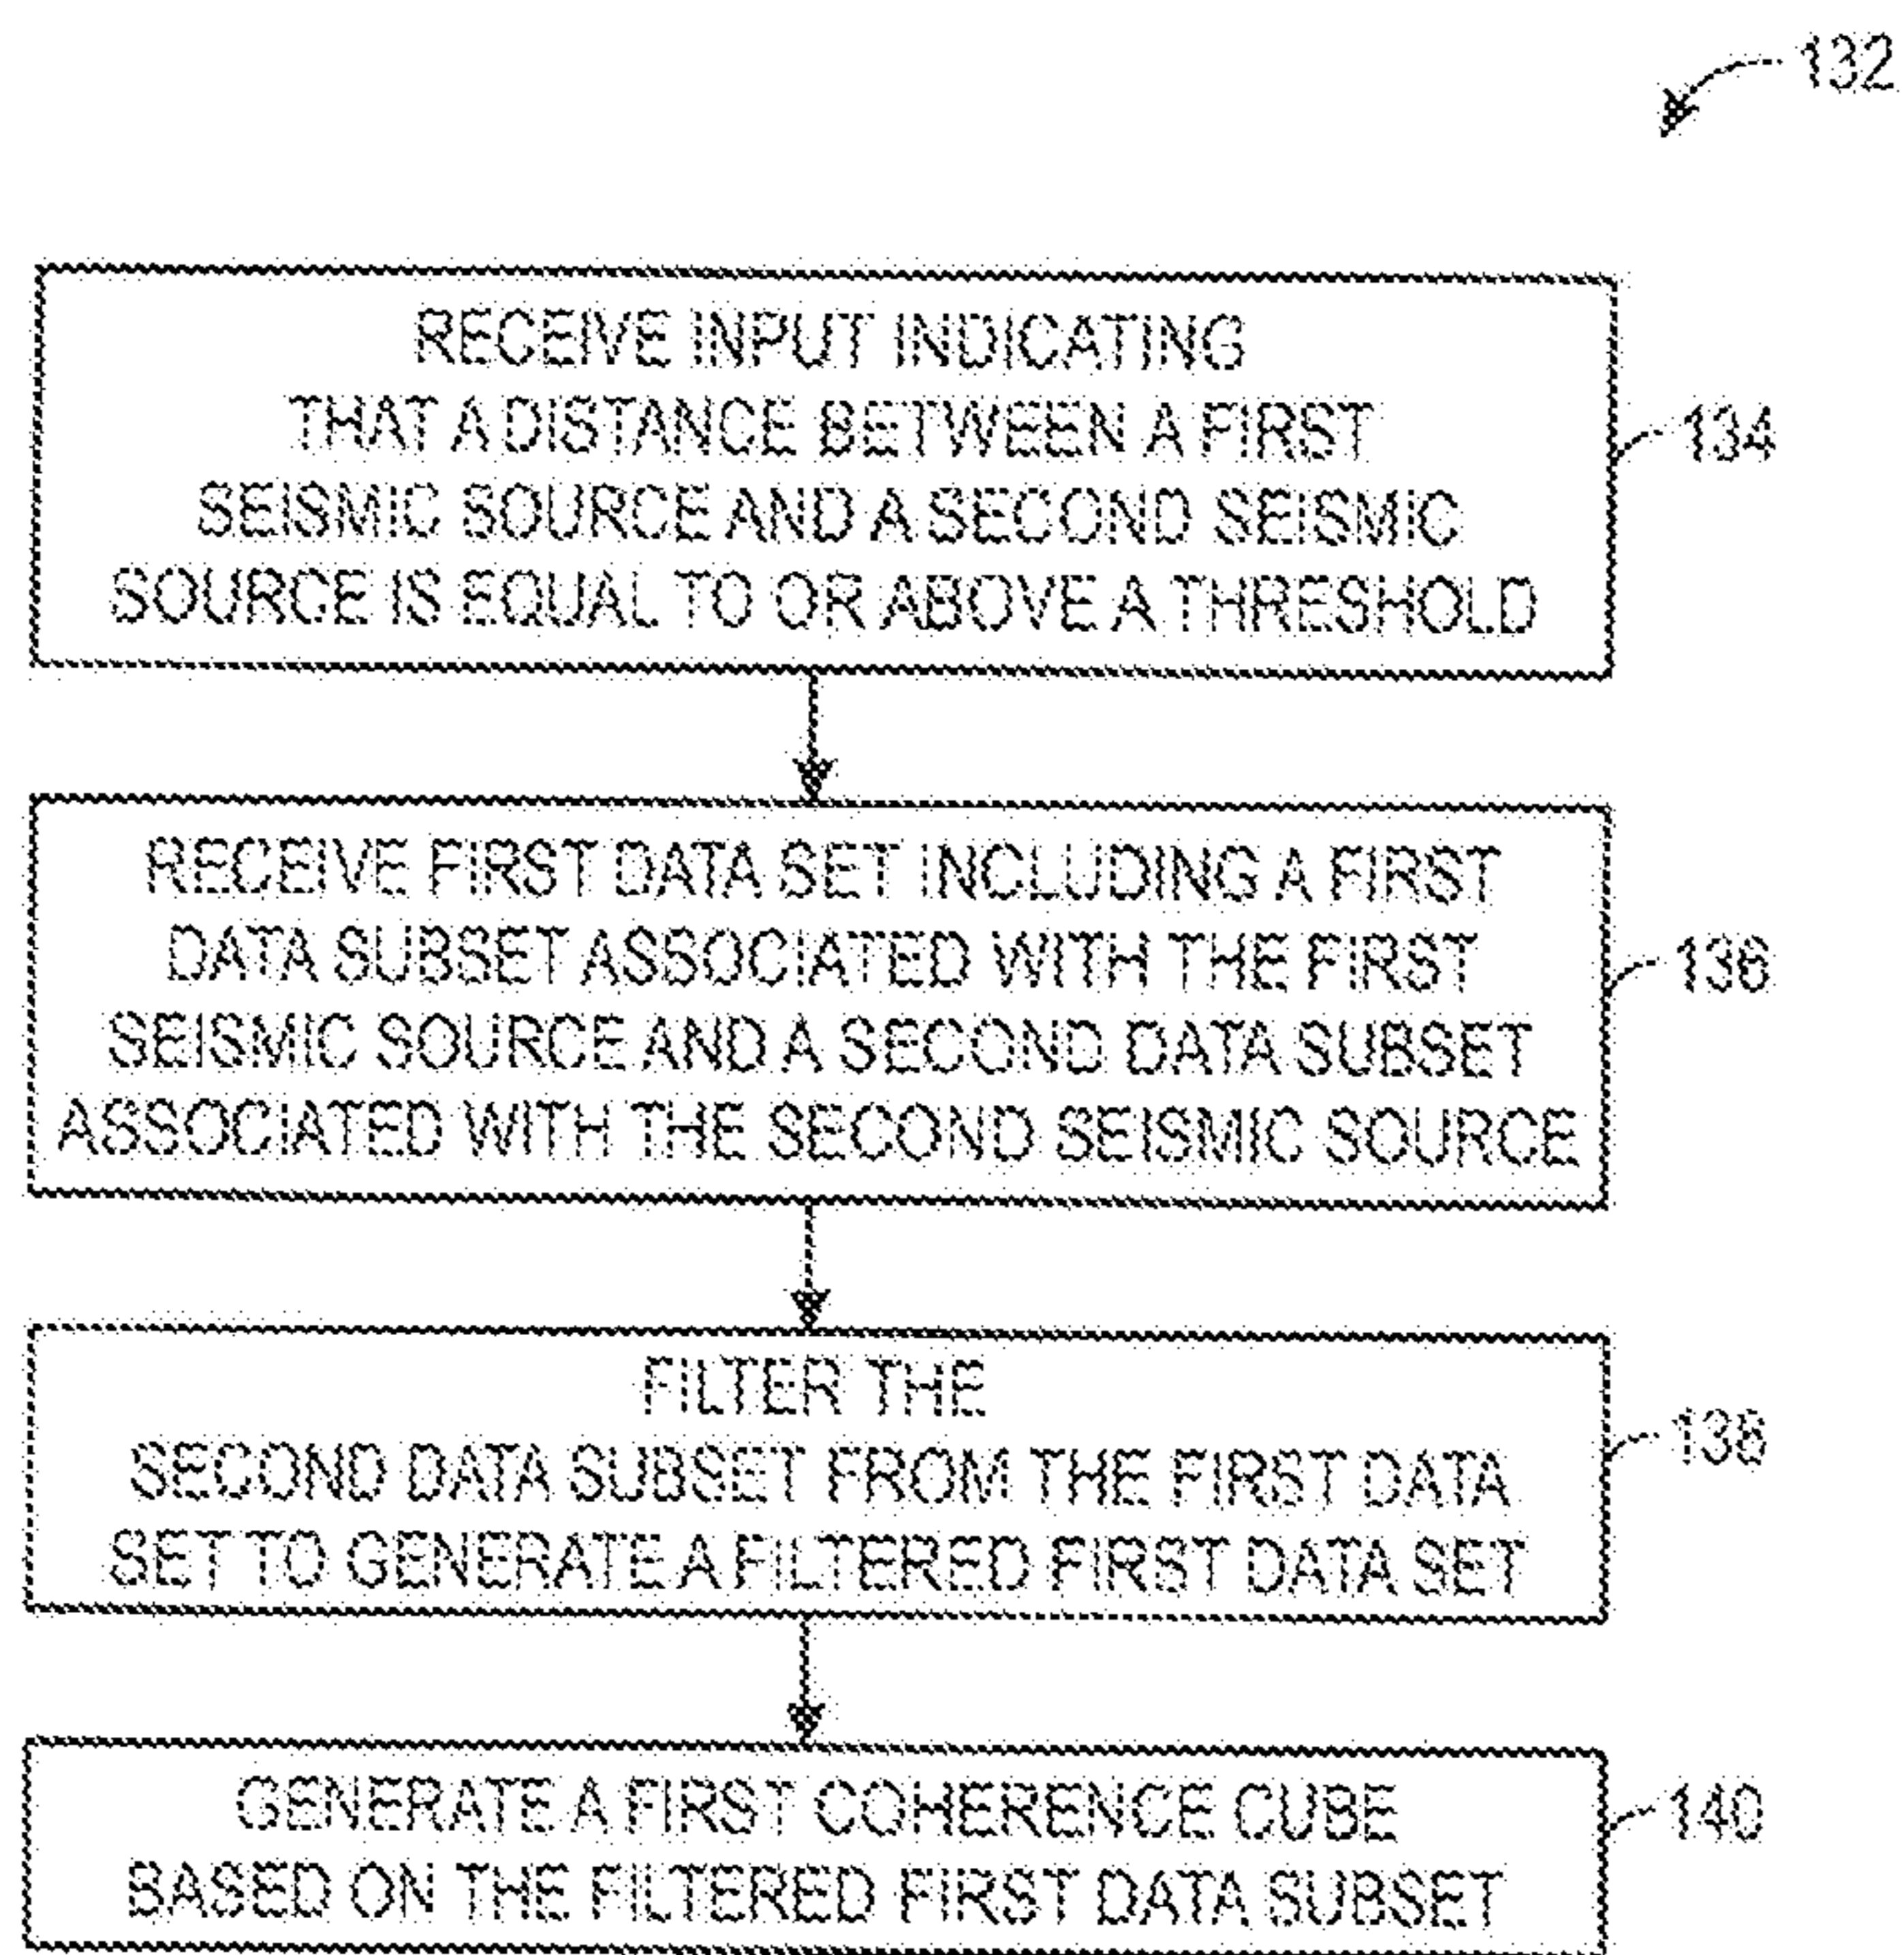 132
RECEIVE INPUT INDICATING
THAT A DISTANCE BETWEEN A FIRST
SEISMIC SOURCE AND A SECOND SEISMIC
SOURCE IS EQUAL TO OR ABOVE A THRESHOLD
134
RECEIVE FIRST DATA SET INCLUDING A FIRST
DATA SUBSET ASSOCIATED WITH THE FIRST
SEISMIC SOURCE AND A SECOND DATA SUBSET
ASSOCIATED WITH THE SECOND SEISMIC SOURCE
136
FILTER THE
SECOND DATA SUBSET FROM THE FIRST DATA
SET TO GENERATE A FILTERED FIRST DATA SET
138
GENERATE A FIRST COHERENCE CUBE
BASED ON THE FILTERED FIRST DATA SUBSET
140